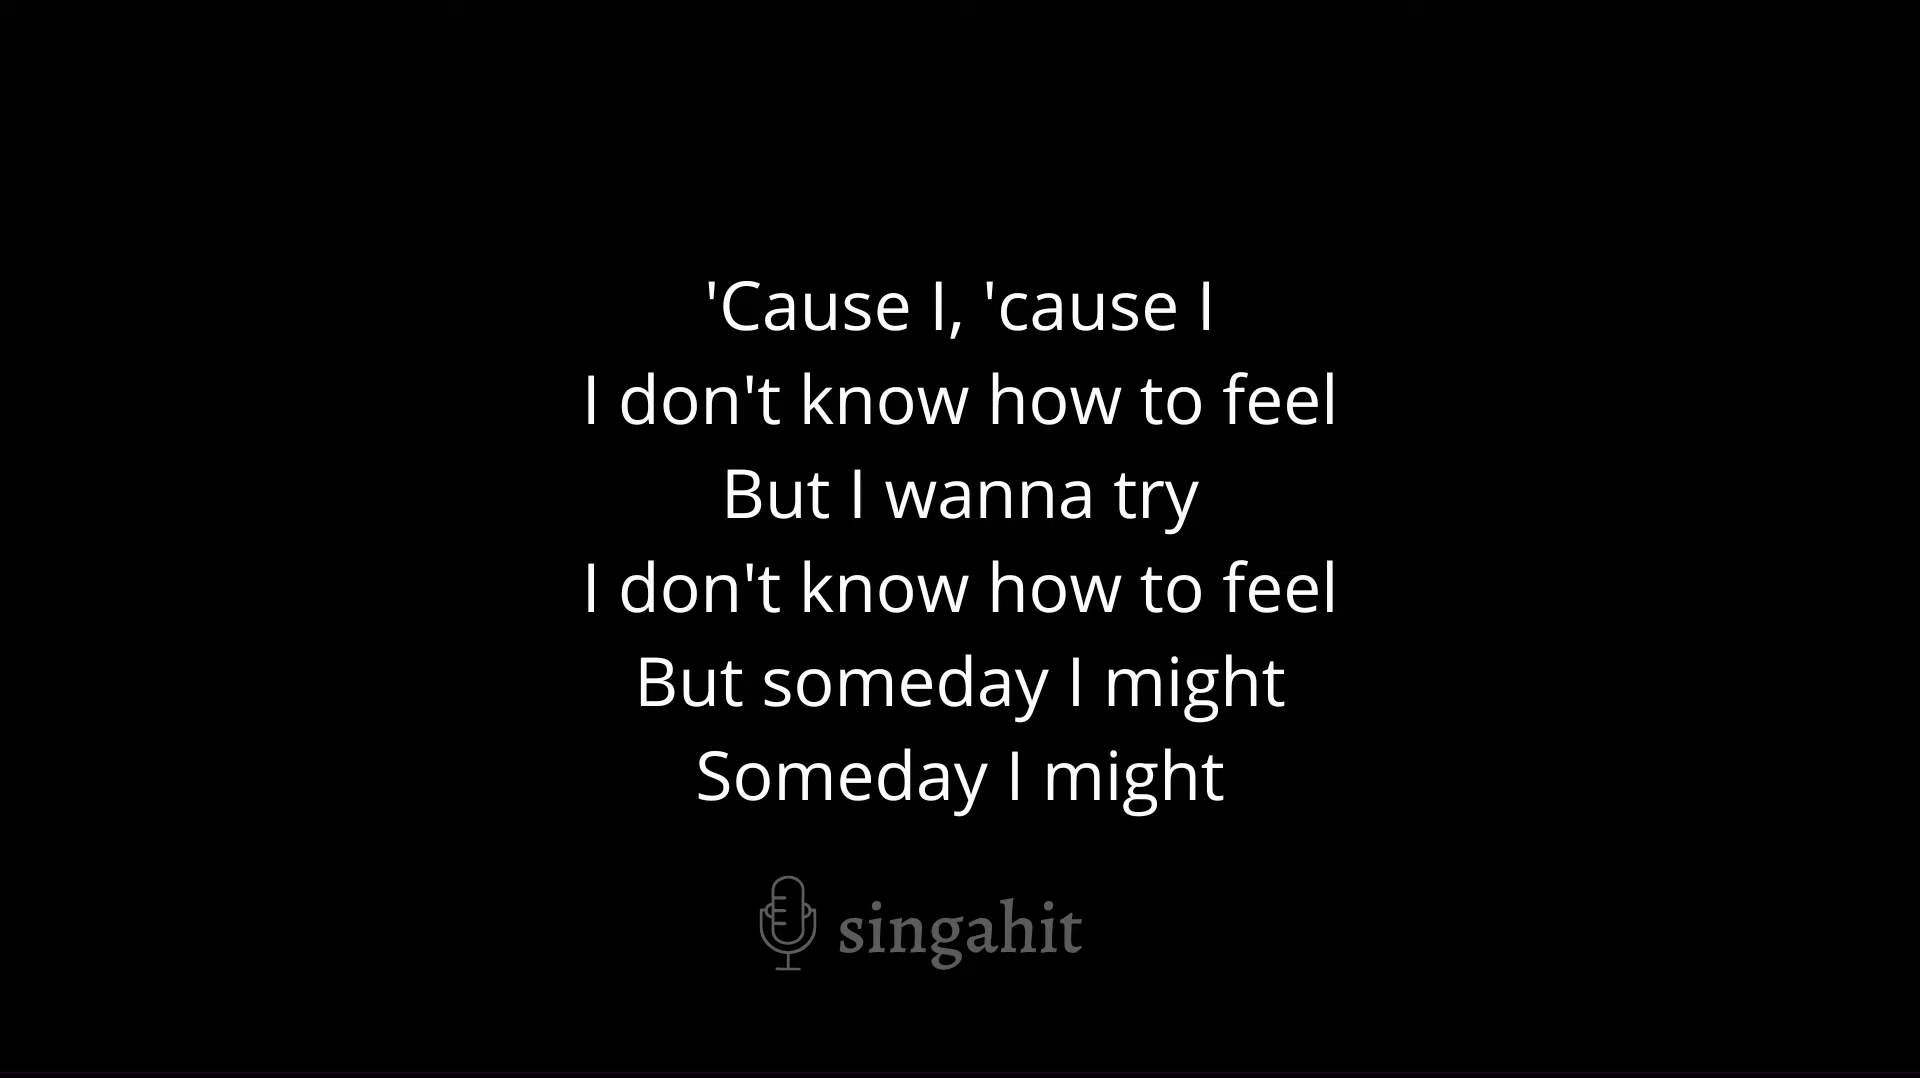 'Cause I, 'cause I
I don't know how to feel
But I wanna try
I don't know how to feel
But someday I might
Someday I might
singahit